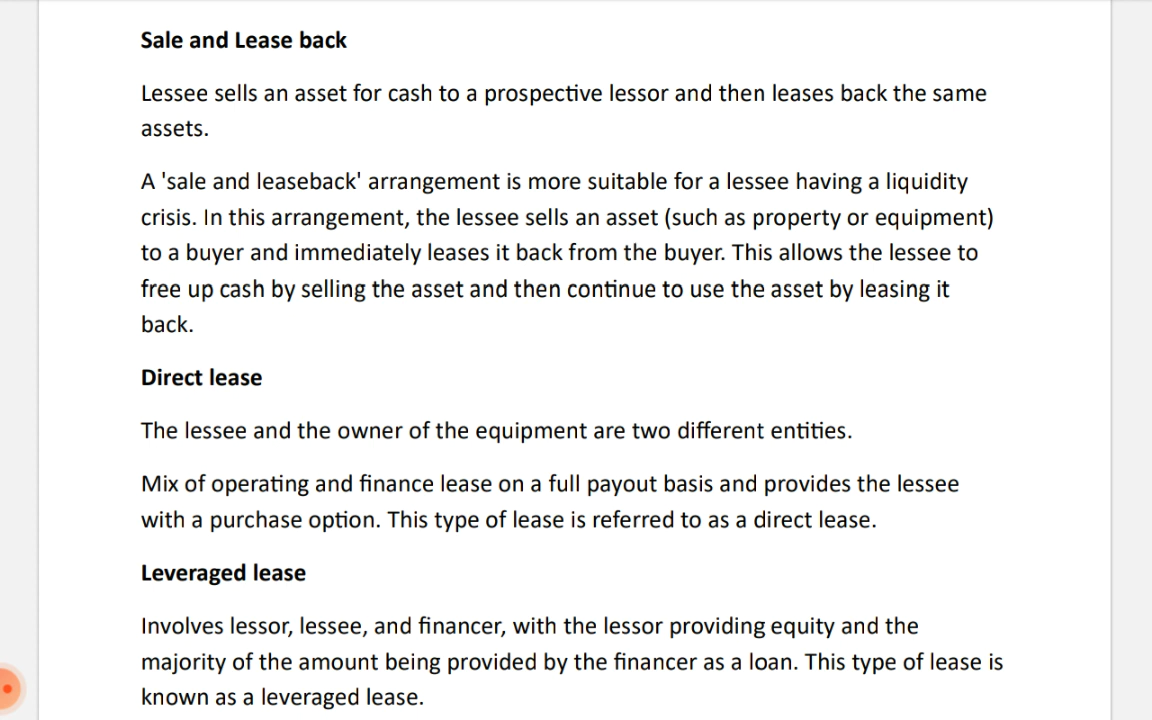 Sale and Lease back
Lessee sells an asset for cash to a prospective lessor and then leases back the same
assets.
A 'sale and leaseback' arrangement is more suitable for a lessee having a liquidity
crisis. In this arrangement, the lessee sells an asset (such as property or equipment)
to a buyer and immediately leases it back from the buyer. This allows the lessee to
free up cash by selling the asset and then continue to use the asset by leasing it
back.
Direct lease
The lessee and the owner of the equipment are two different entities.
Mix of operating and finance lease on a full payout basis and provides the lessee
with a purchase option. This type of lease is referred to as a direct lease.
Leveraged lease
Involves lessor, lessee, and financer, with the lessor providing equity and the
majority of the amount being provided by the financer as a loan. This type of lease is
known as a leveraged lease.